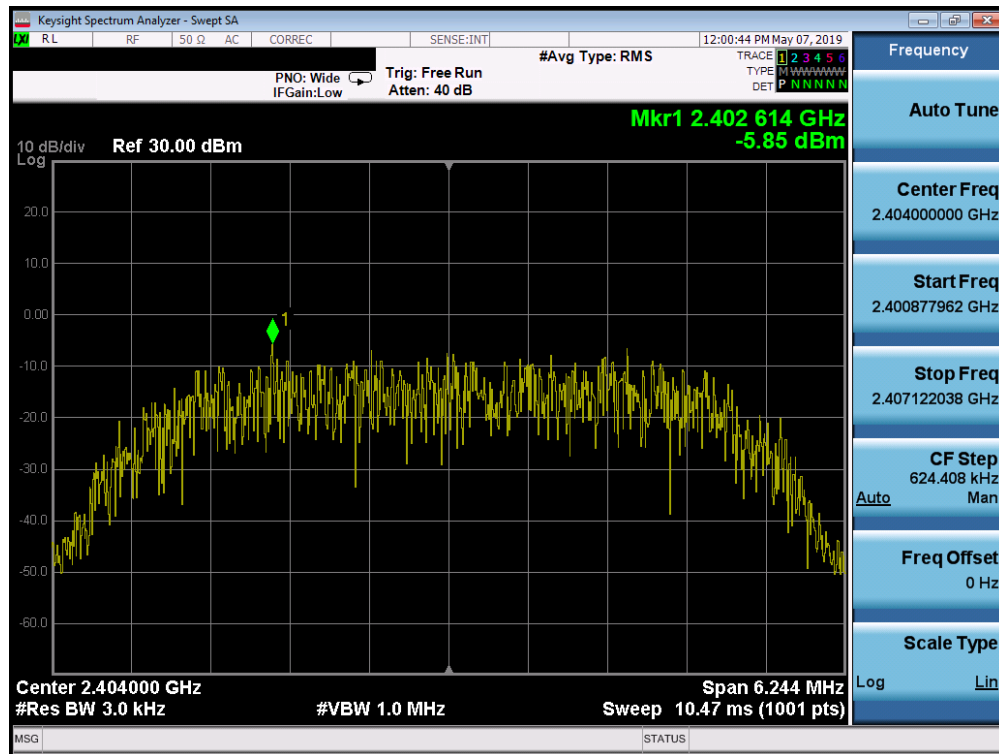 Keysight Spectrum Analyzer - Swept SA
LXI RL RF 50 Ω AC CORREC SENSE:INT 12:00:44 PM May 07, 2019
#Avg Type: RMS TRACE 1 2 3 4 5 6
PNO: Wide Trig: Free Run TYPE M WWWWW
IFGain:Low Atten: 40 dB DET P N N N N N
Mkr1 2.402 614 GHz
-5.85 dBm
10 dB/div Ref 30.00 dBm
Log
20.0
10.0
1
0.00
-10.0
-20.0
-30.0
-40.0
-50.0
-60.0
Center 2.404000 GHz Span 6.244 MHz
#Res BW 3.0 kHz #VBW 1.0 MHz Sweep 10.47 ms (1001 pts)
MSG STATUS
Frequency
Auto Tune
Center Freq
2.404000000 GHz
Start Freq
2.400877962 GHz
Stop Freq
2.407122038 GHz
CF Step
624.408 kHz
Auto Man
Freq Offset
0 Hz
Scale Type
Log Lin